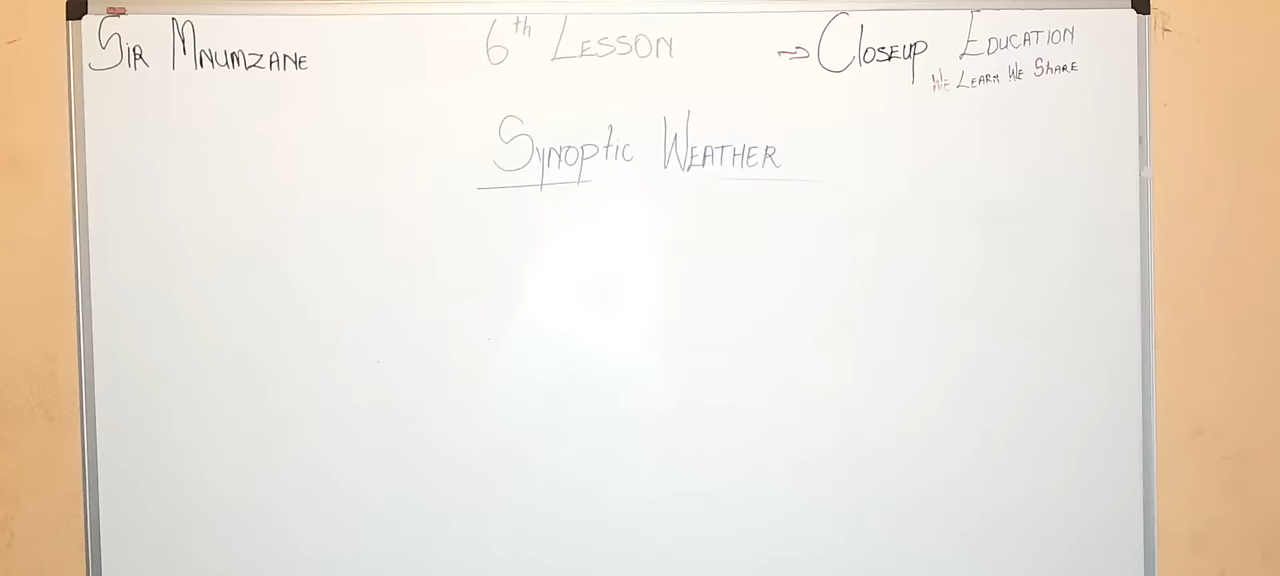 Sir Mnumzane
6th Lesson
⇒ Closeup Education
We Learn We Share
Synoptic Weather